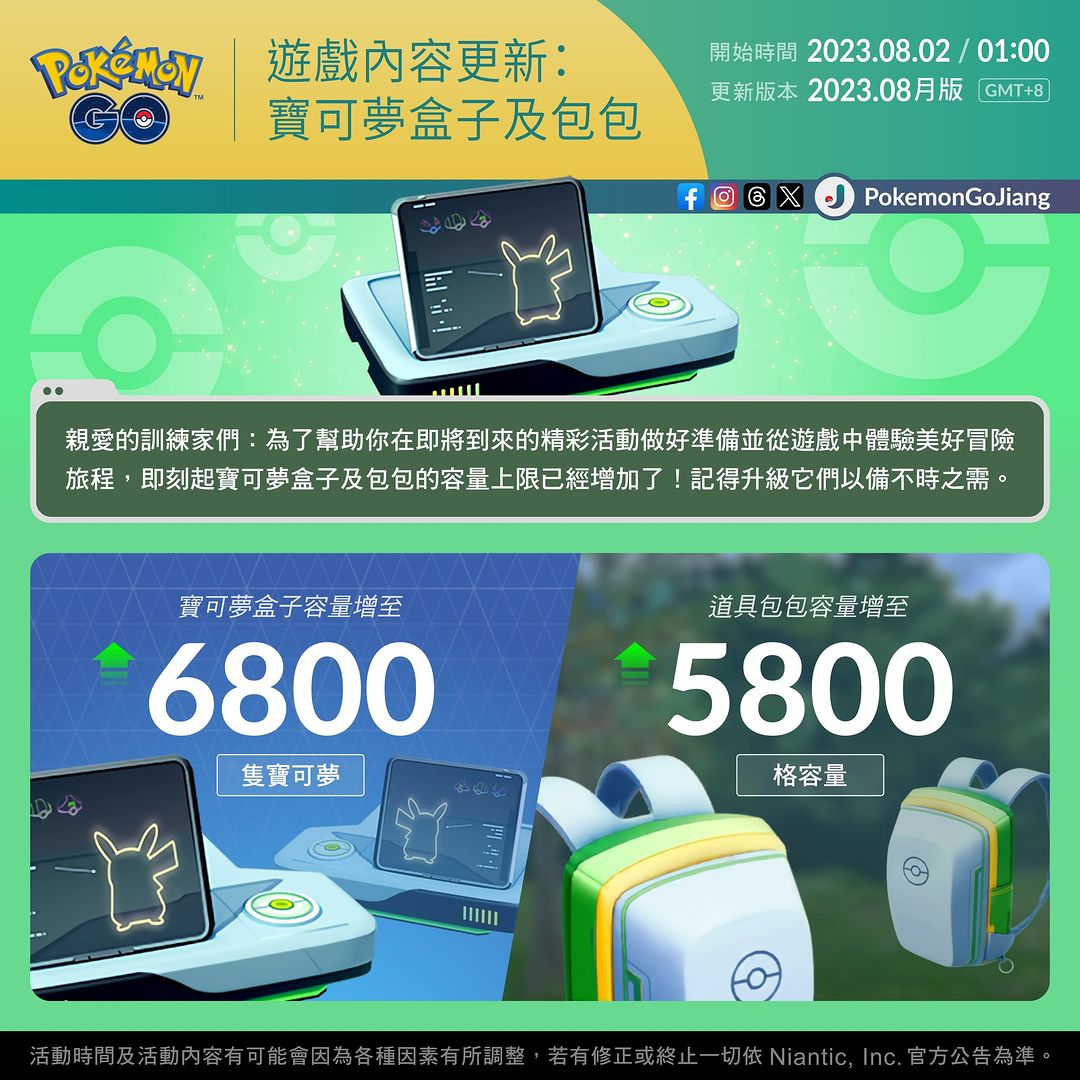 POKÉMON GO
TM
遊戲內容更新：
寶可夢盒子及包包
開始時間 2023.08.02 / 01:00
更新版本 2023.08月版 GMT+8
PokemonGoJiang
親愛的訓練家們：為了幫助你在即將到來的精彩活動做好準備並從遊戲中體驗美好冒險
旅程，即刻起寶可夢盒子及包包的容量上限已經增加了！記得升級它們以備不時之需。
寶可夢盒子容量增至
6800
隻寶可夢
道具包包容量增至
5800
格容量
活動時間及活動內容有可能會因為各種因素有所調整，若有修正或終止一切依 Niantic, Inc. 官方公告為準。